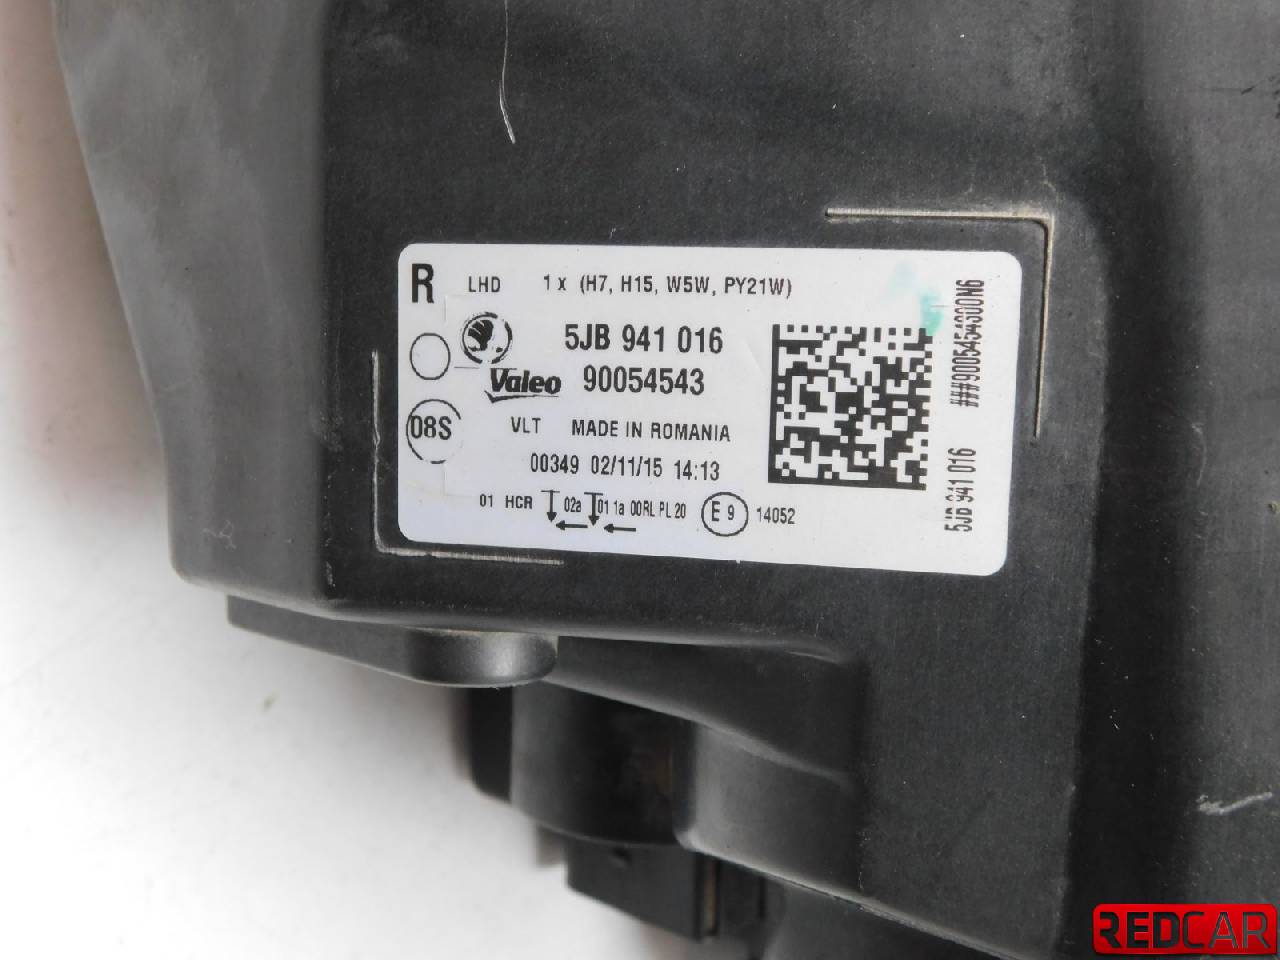 R LHD 1 x (H7, H15, W5W, PY21W)
5JB 941 016
Valeo 90054543
08S VLT MADE IN ROMANIA
00349 02/11/15 14:13
01 HCR 02a 01 1a 00RL PL 20 E 9 14052
5JB 941 016 ###9005454300N6
REDCAR